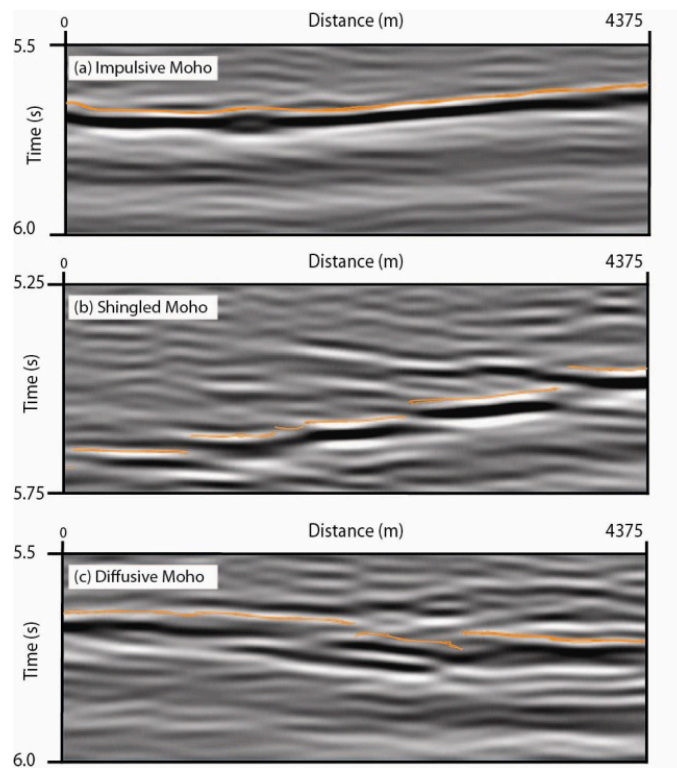 0 Distance (m) 4375
5.5
(a) Impulsive Moho
Time (s)
6.0
0 Distance (m) 4375
5.25
(b) Shingled Moho
Time (s)
5.75
0 Distance (m) 4375
5.5
(c) Diffusive Moho
Time (s)
6.0